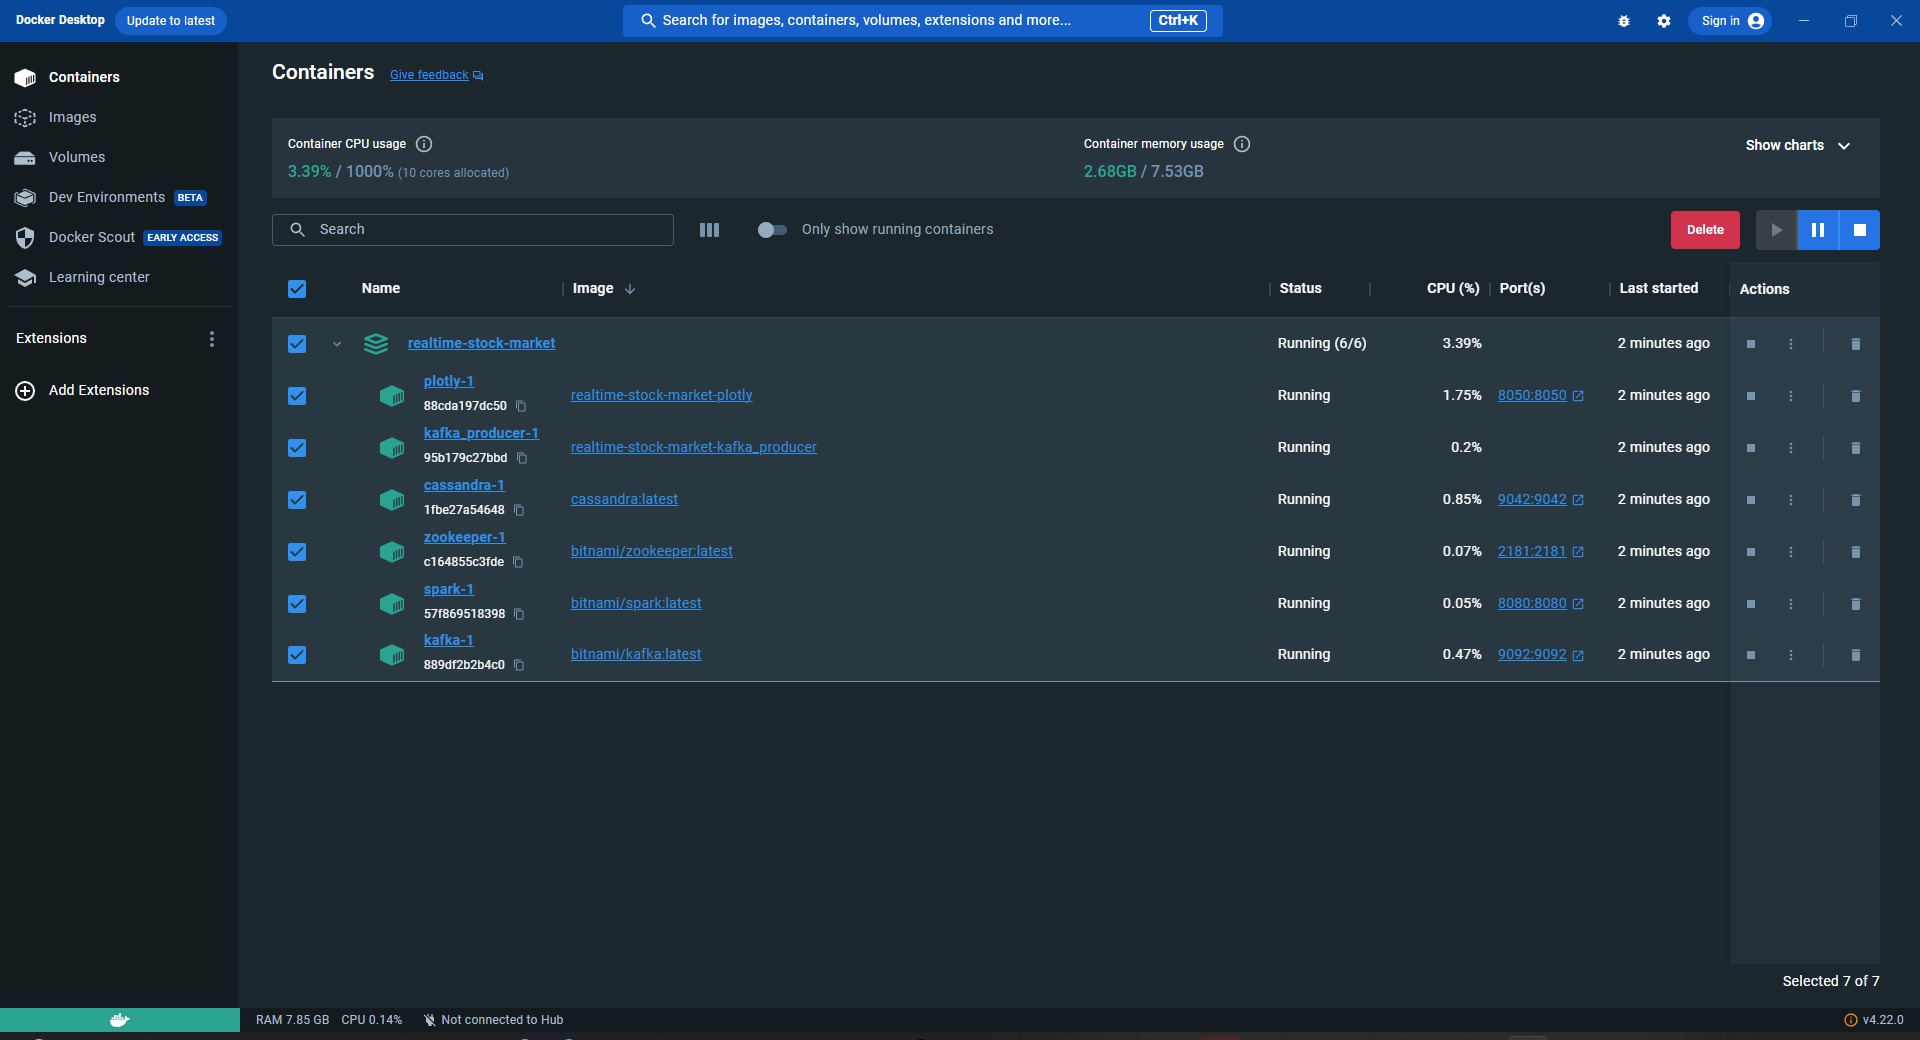 Docker Desktop Update to latest Search for images, containers, volumes, extensions and more... Ctrl+K Sign in
Containers
Images
Volumes
Dev Environments BETA
Docker Scout EARLY ACCESS
Learning center
Extensions
Add Extensions
Containers Give feedback
Container CPU usage
3.39% / 1000% (10 cores allocated)
Container memory usage
2.68GB / 7.53GB
Show charts
Search Only show running containers Delete
Name Image Status CPU (%) Port(s) Last started Actions
realtime-stock-market Running (6/6) 3.39% 2 minutes ago
plotly-1
88cda197dc50
realtime-stock-market-plotly Running 1.75% 8050:8050 2 minutes ago
kafka_producer-1
95b179c27bbd
realtime-stock-market-kafka_producer Running 0.2% 2 minutes ago
cassandra-1
1fbe27a54648
cassandra:latest Running 0.85% 9042:9042 2 minutes ago
zookeeper-1
c164855c3fde
bitnami/zookeeper:latest Running 0.07% 2181:2181 2 minutes ago
spark-1
57f869518398
bitnami/spark:latest Running 0.05% 8080:8080 2 minutes ago
kafka-1
889df2b2b4c0
bitnami/kafka:latest Running 0.47% 9092:9092 2 minutes ago
Selected 7 of 7
RAM 7.85 GB CPU 0.14% Not connected to Hub v4.22.0